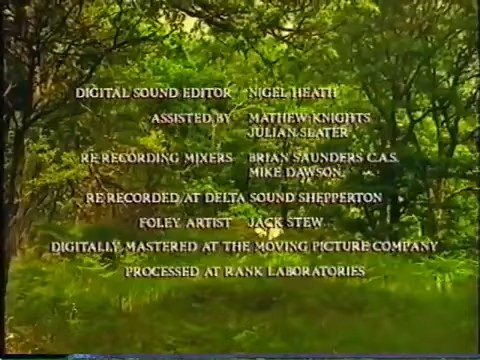 DIGITAL SOUND EDITOR NIGEL HEATH
ASSISTED BY MATHEW KNIGHTS
JULIAN SLATER
RE RECORDING MIXERS BRIAN SAUNDERS C.A.S.
MIKE DAWSON
RE RECORDED AT DELTA SOUND SHEPPERTON
FOLEY ARTIST JACK STEW
DIGITALLY MASTERED AT THE MOVING PICTURE COMPANY
PROCESSED AT RANK LABORATORIES